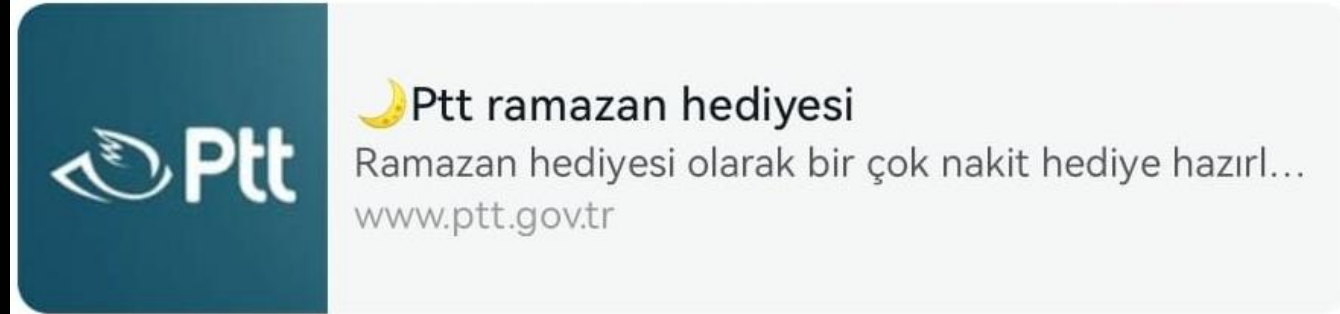 Ptt
🌙Ptt ramazan hediyesi
Ramazan hediyesi olarak bir çok nakit hediye hazırl...
www.ptt.gov.tr